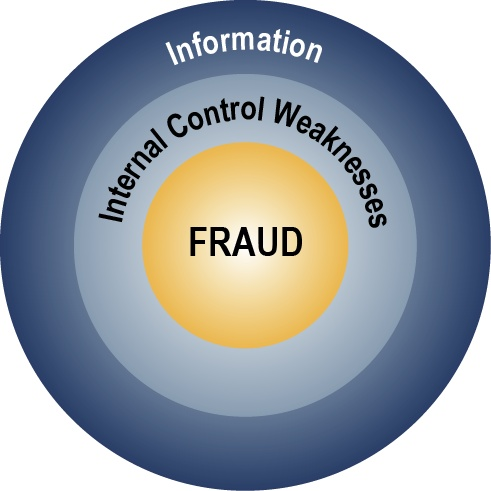 Information
Internal Control Weaknesses
FRAUD